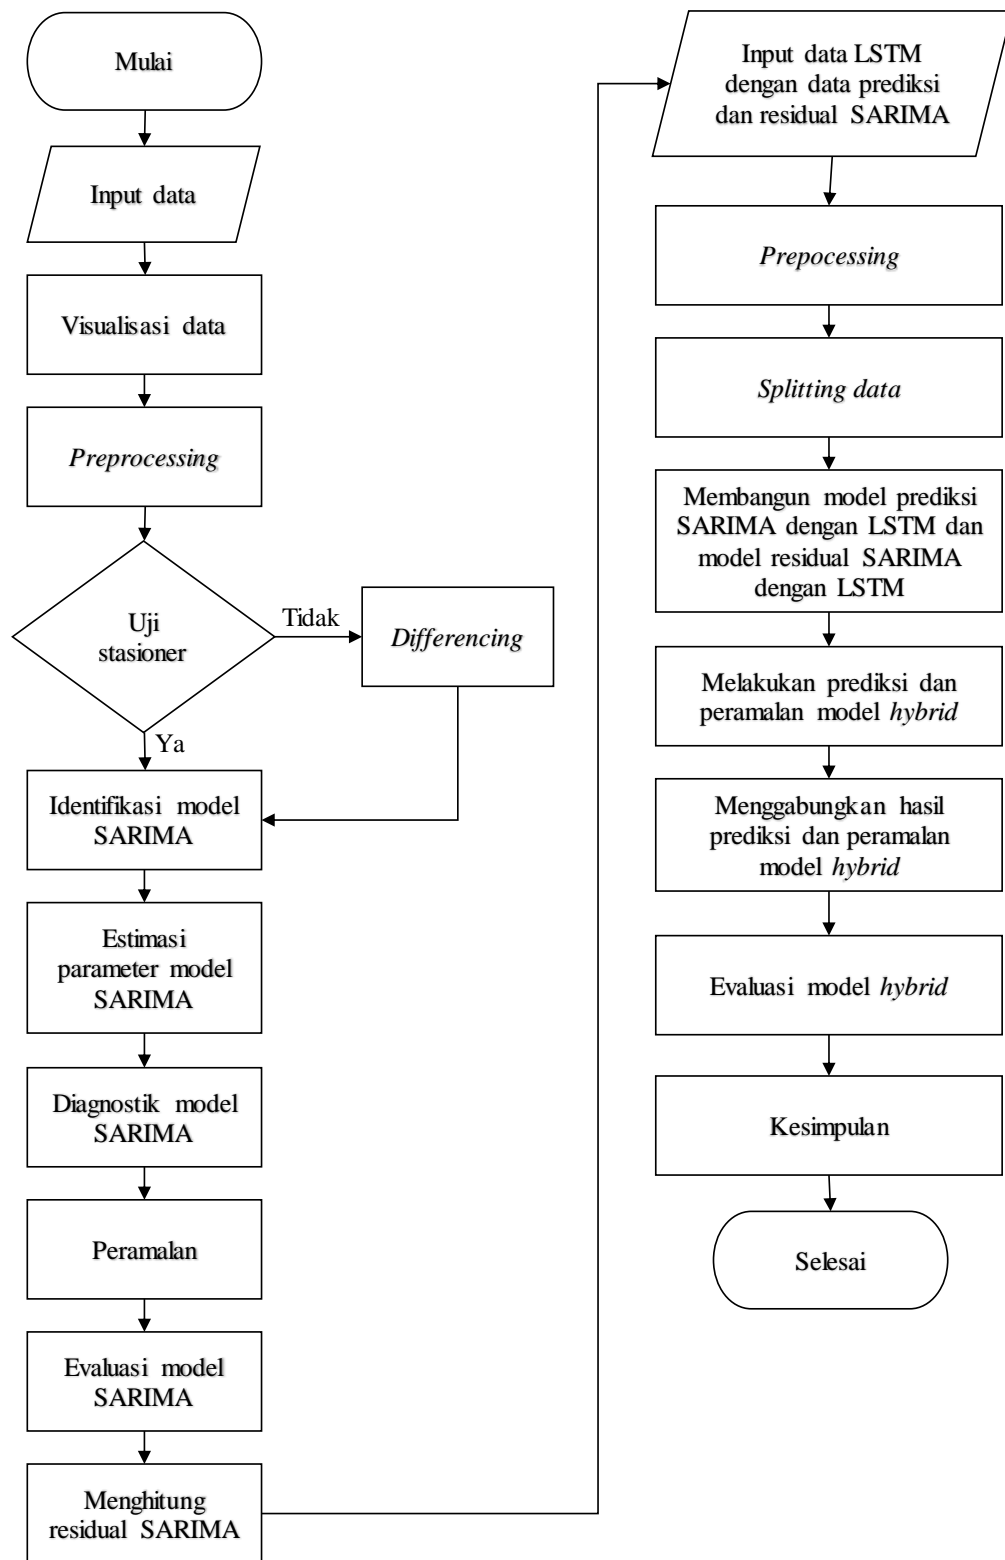 Mulai
Input data
Visualisasi data
Preprocessing
Uji
stasioner
Tidak
Differencing
Ya
Identifikasi model
SARIMA
Estimasi
parameter model
SARIMA
Diagnostik model
SARIMA
Peramalan
Evaluasi model
SARIMA
Menghitung
residual SARIMA
Input data LSTM
dengan data prediksi
dan residual SARIMA
Prepocessing
Splitting data
Membangun model prediksi
SARIMA dengan LSTM dan
model residual SARIMA
dengan LSTM
Melakukan prediksi dan
peramalan model hybrid
Menggabungkan hasil
prediksi dan peramalan
model hybrid
Evaluasi model hybrid
Kesimpulan
Selesai